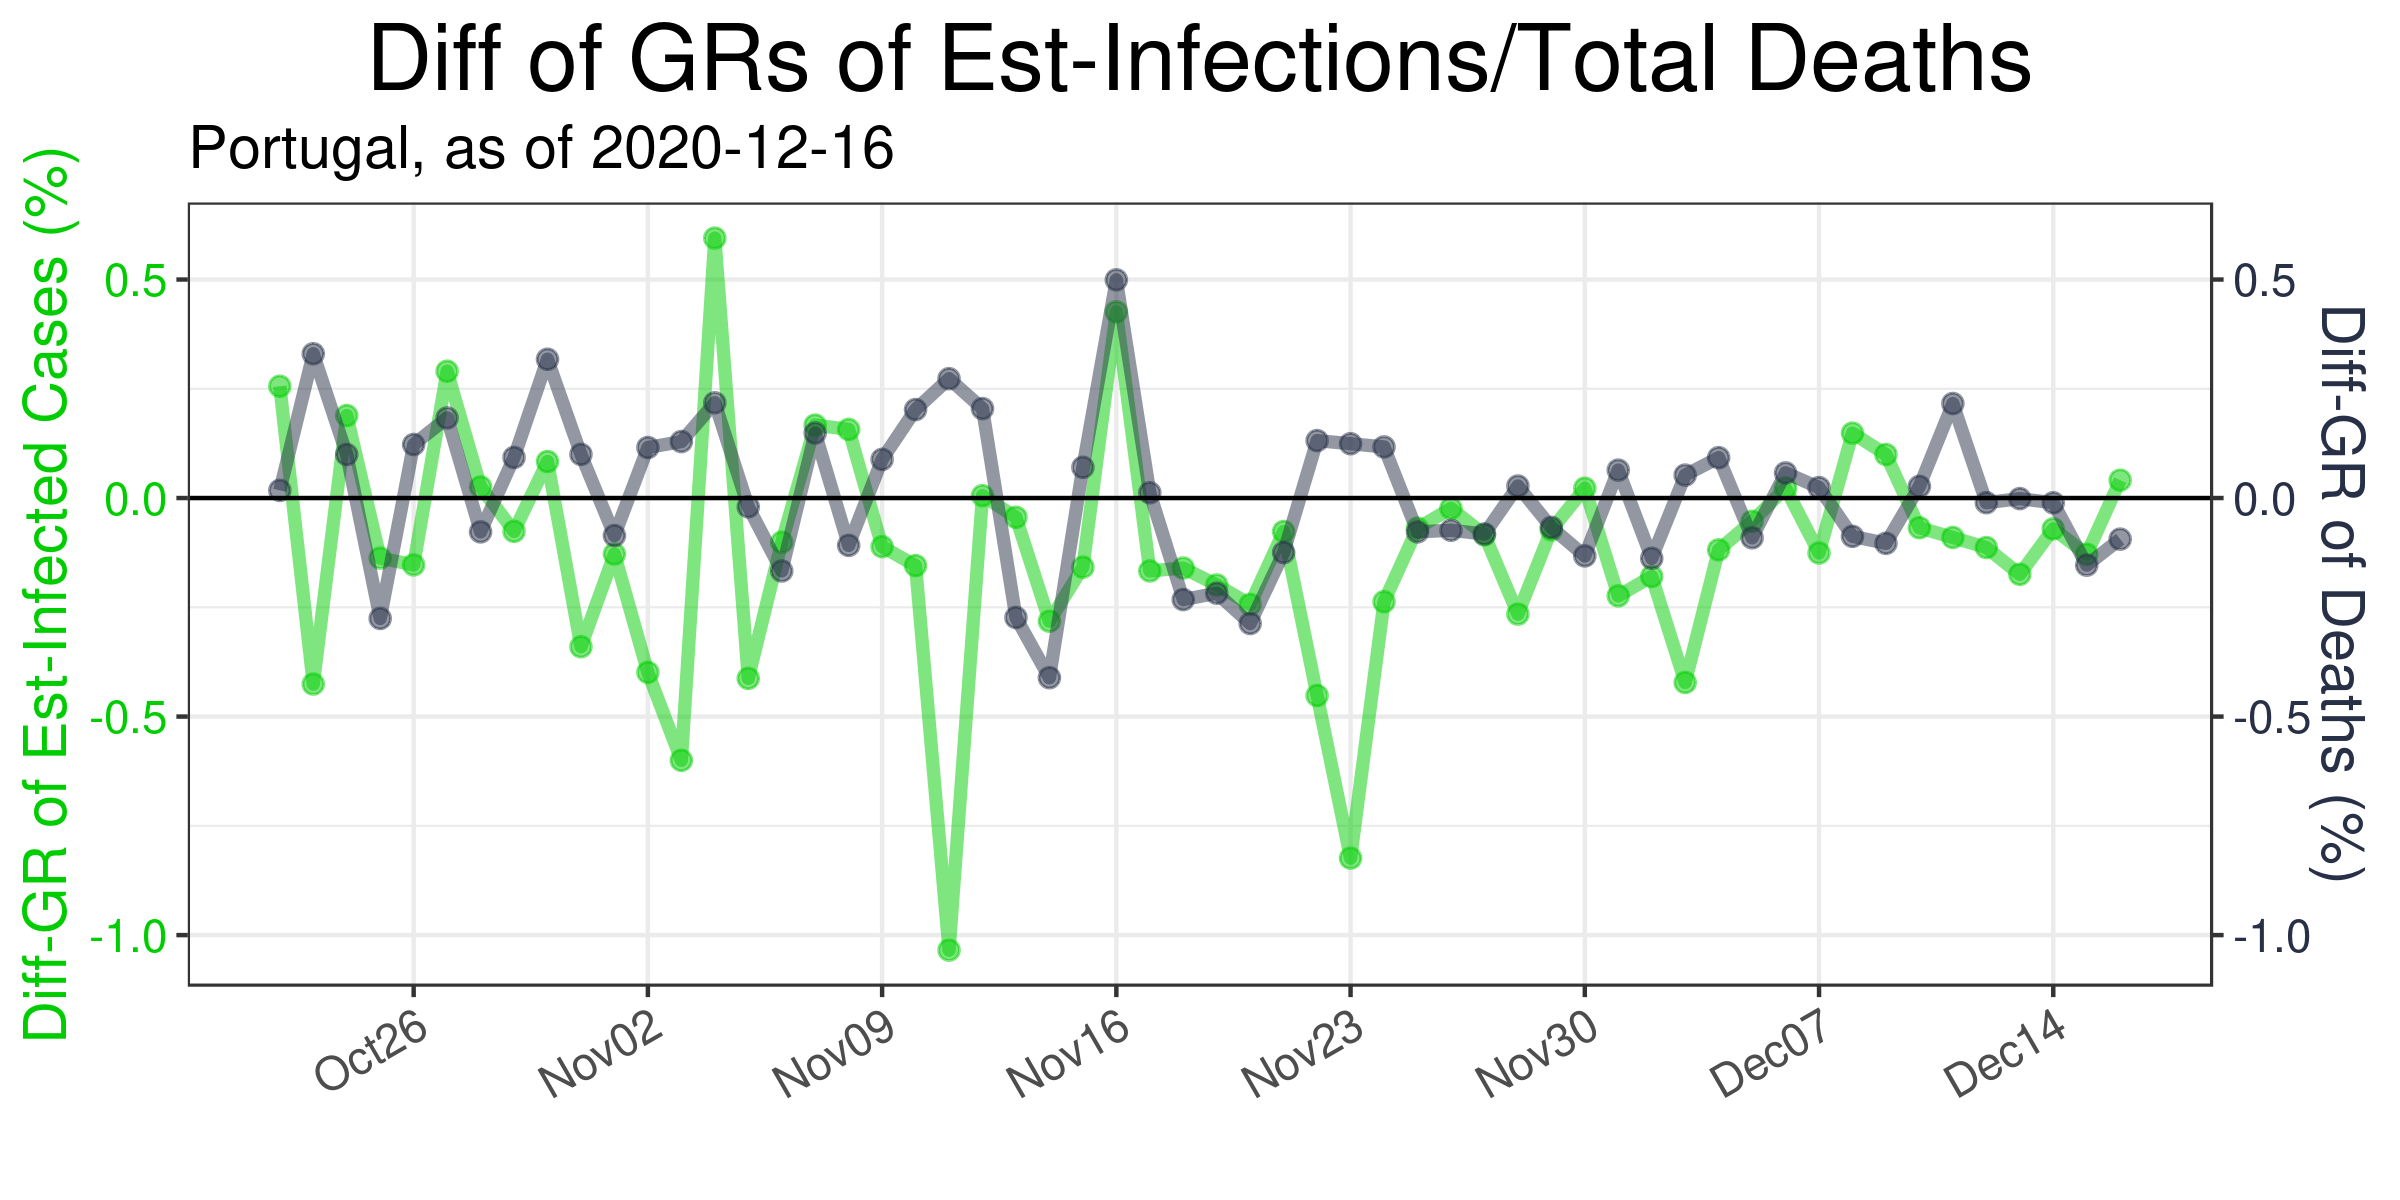 Diff of GRs of Est-Infections/Total Deaths
Portugal, as of 2020-12-16
Diff-GR of Est-Infected Cases (%)
0.5
0.0
-0.5
-1.0
0.5
0.0
-0.5
-1.0
Diff-GR of Deaths (%)
Oct26
Nov02
Nov09
Nov16
Nov23
Nov30
Dec07
Dec14